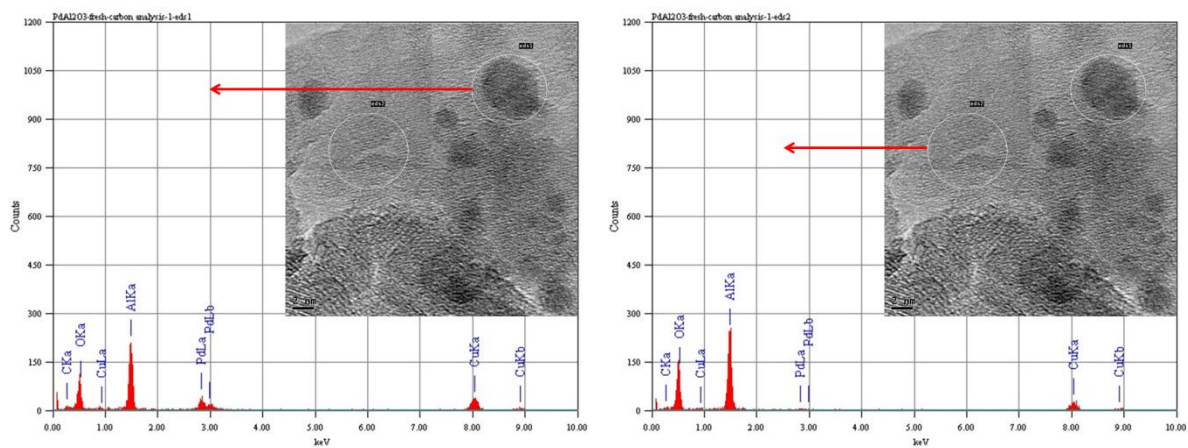 PdAl2O3-fresh-carbon analysis-1-eds1
Counts
1200
1050
900
750
600
450
300
150
0
CKa
OKa
CuLa
AlKa
PdLa
PdLb
CuKa
CuKb
0.00 1.00 2.00 3.00 4.00 5.00 6.00 7.00 8.00 9.00 10.00
keV
eds2
2 nm
PdAl2O3-fresh-carbon analysis-1-eds2
Counts
1200
1050
900
750
600
450
300
150
0
CKa
OKa
CuLa
AlKa
PdLa
PdLb
CuKa
CuKb
0.00 1.00 2.00 3.00 4.00 5.00 6.00 7.00 8.00 9.00 10.00
keV
eds2
2 nm